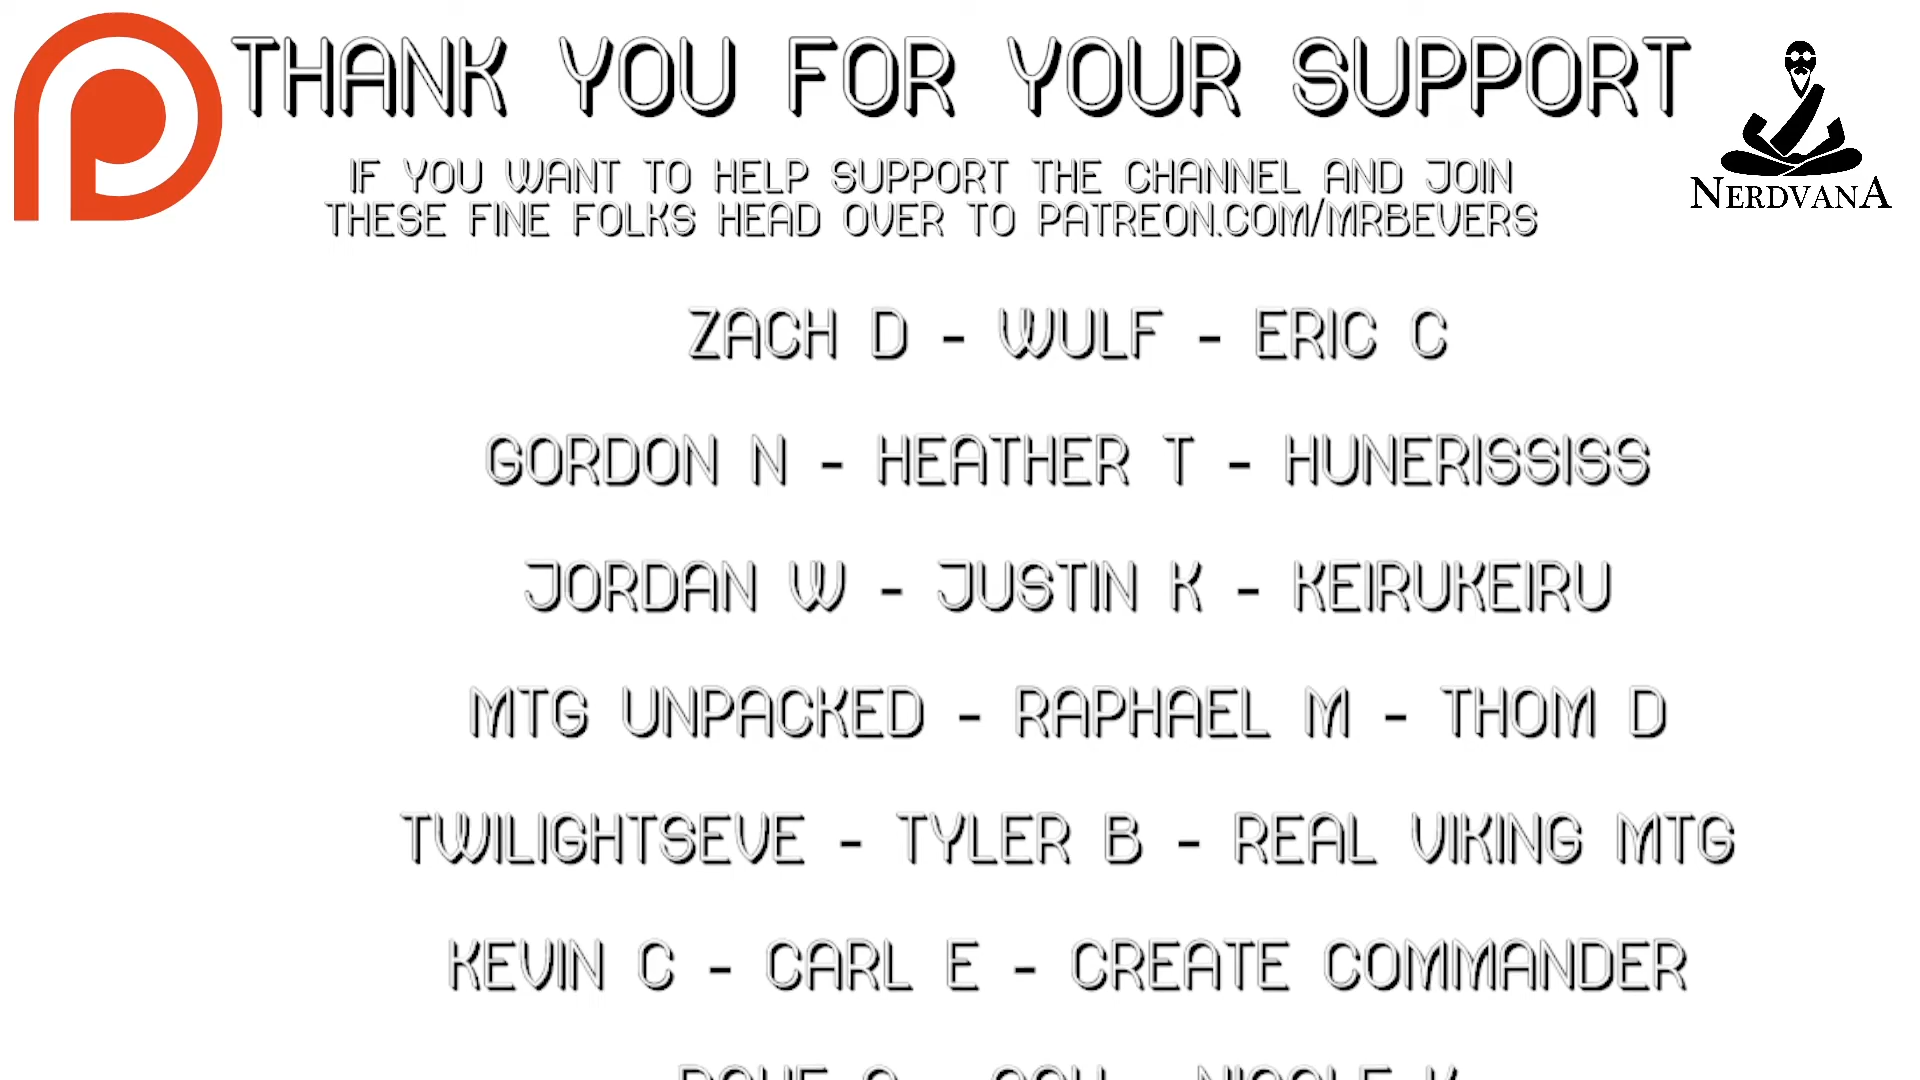 THANK YOU FOR YOUR SUPPORT
NERDVANA
IF YOU WANT TO HELP SUPPORT THE CHANNEL AND JOIN
THESE FINE FOLKS HEAD OVER TO PATREON.COM/MRBEVERS
ZACH D - WULF - ERIC C
GORDON N - HEATHER T - HUNERISSISS
JORDAN W - JUSTIN K - KEIRUKEIRU
MTG UNPACKED - RAPHAEL M - THOM D
TWILIGHTSEVE - TYLER B - REAL VIKING MTG
KEVIN C - CARL E - CREATE COMMANDER